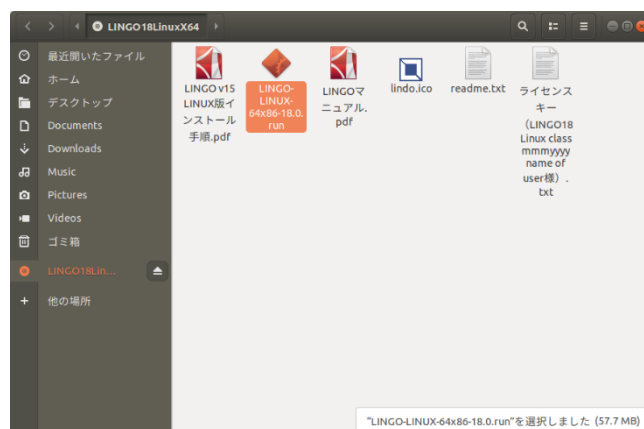 LINGO18LinuxX64
最近開いたファイル
ホーム
デスクトップ
Documents
Downloads
Music
Pictures
Videos
ゴミ箱
LINGO18Lin...
他の場所
LINGO v15
LINUX版イ
ンストール
手順.pdf
LINGO-
LINUX-
64x86-18.0.
run
LINGOマ
ニュアル.
pdf
lindo.ico
readme.txt
ライセンス
キー
（LINGO18
Linux class
mmmyyyy
name of
user様）.
txt
"LINGO-LINUX-64x86-18.0.run"を選択しました (57.7 MB)